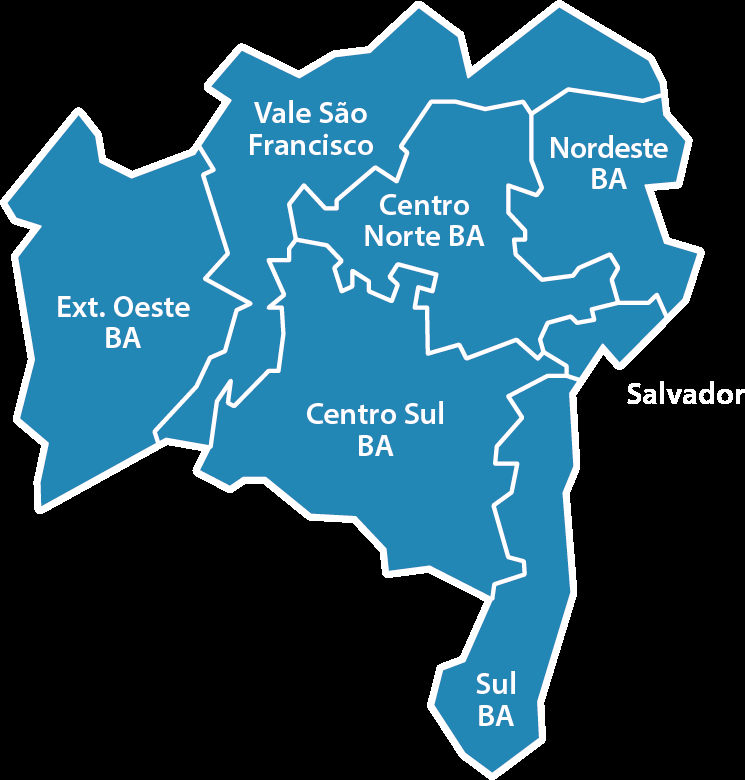 Vale São
Francisco
Nordeste
BA
Centro
Norte BA
Ext. Oeste
BA
Salvador
Centro Sul
BA
Sul
BA